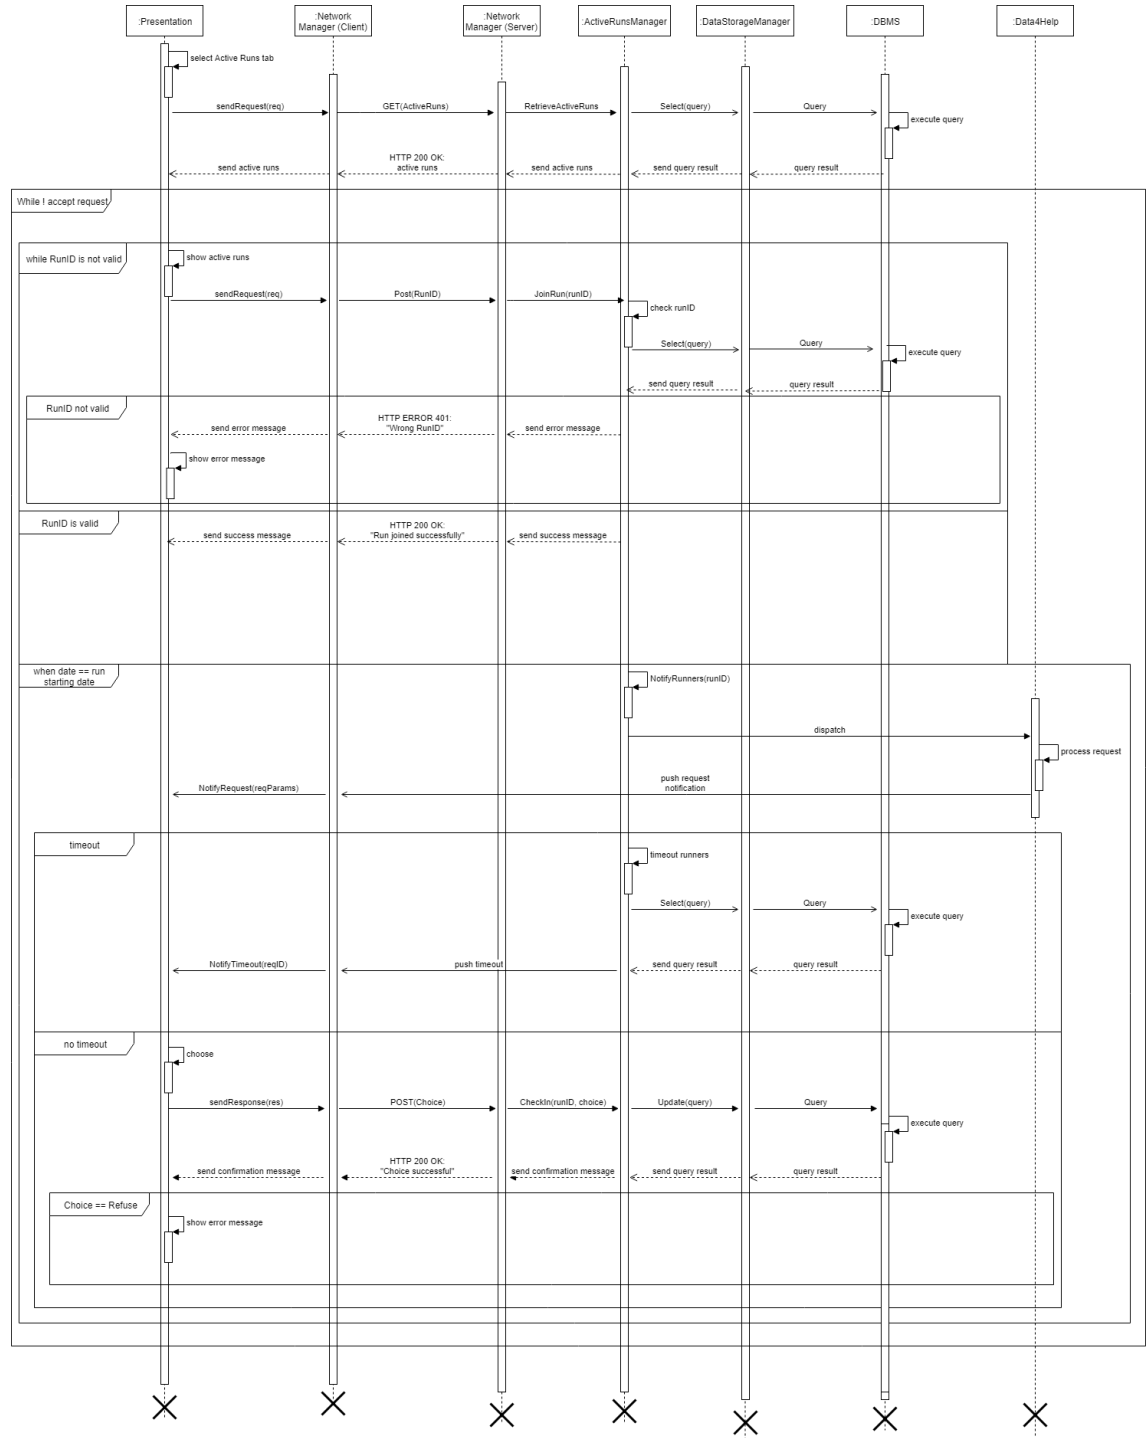 :Presentation
:Network
Manager (Client)
:Network
Manager (Server)
:ActiveRunsManager
:DataStorageManager
:DBMS
:Data4Help
select Active Runs tab
sendRequest(req)
GET(ActiveRuns)
RetrieveActiveRuns
Select(query)
Query
execute query
send active runs
HTTP 200 OK:
active runs
send active runs
send query result
query result
While ! accept request
while RunID is not valid
show active runs
sendRequest(req)
Post(RunID)
JoinRun(runID)
check runID
Select(query)
Query
execute query
send query result
query result
RunID not valid
send error message
HTTP ERROR 401:
"Wrong RunID"
send error message
show error message
RunID is valid
send success message
HTTP 200 OK:
"Run joined successfully"
send success message
when date == run
starting date
NotifyRunners(runID)
dispatch
process request
NotifyRequest(reqParams)
push request
notification
timeout
timeout runners
Select(query)
Query
execute query
NotifyTimeout(reqID)
push timeout
send query result
query result
no timeout
choose
sendResponse(res)
POST(Choice)
CheckIn(runID, choice)
Update(query)
Query
execute query
send confirmation message
HTTP 200 OK:
"Choice successful"
send confirmation message
send query result
query result
Choice == Refuse
show error message